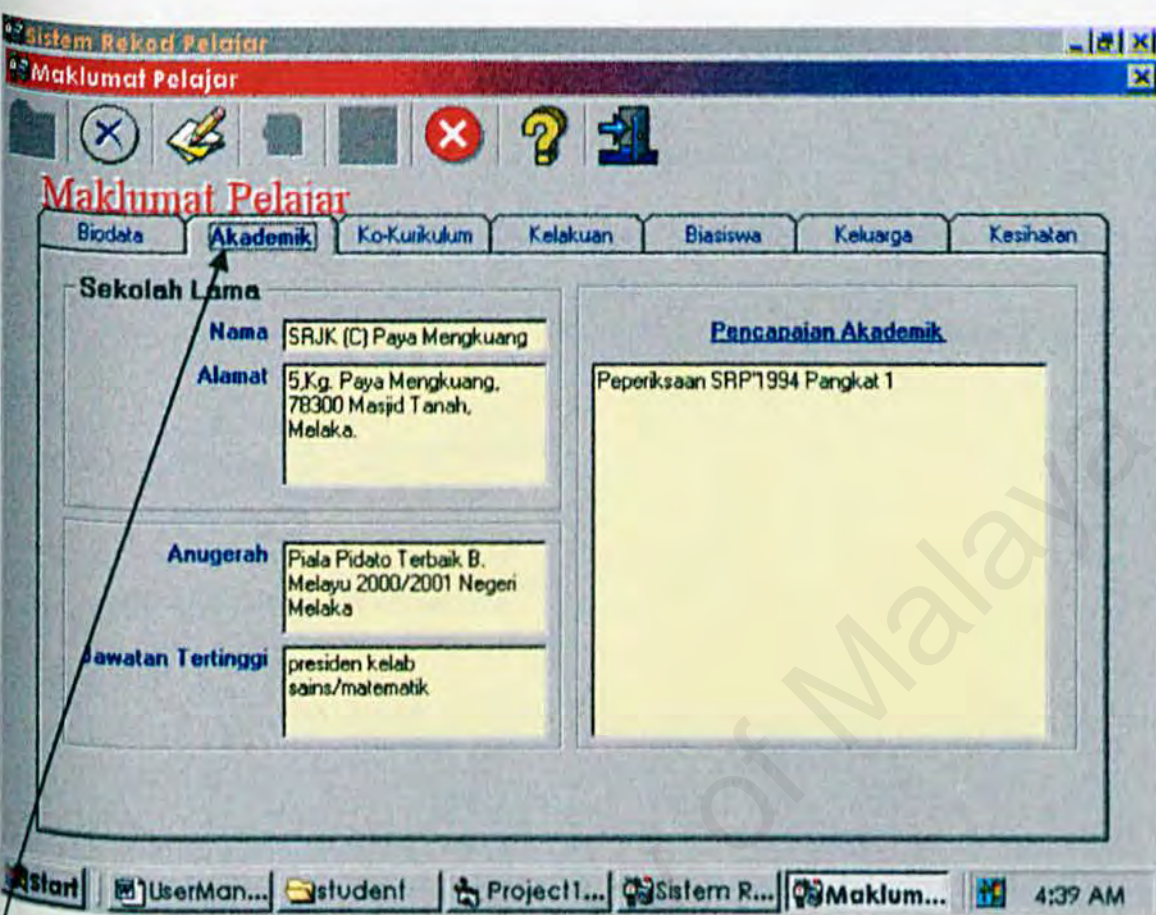 Sistem Rekod Pelajar
Maklumat Pelajar
Maklumat Pelajar
Biodata Akademik Ko-Kurikulum Kelakuan Biasiswa Keluarga Kesihatan
Sekolah Lama
Nama SRJK (C) Paya Mengkuang
Alamat 5,Kg. Paya Mengkuang,
78300 Masjid Tanah,
Melaka.
Anugerah Piala Pidato Terbaik B.
Melayu 2000/2001 Negeri
Melaka
Jawatan Tertinggi presiden kelab
sains/matematik
Pencapaian Akademik
Peperiksaan SRP'1994 Pangkat 1
of Malaya
Start UserMan... student Project1... Sistem R... Maklum... 4:39 AM